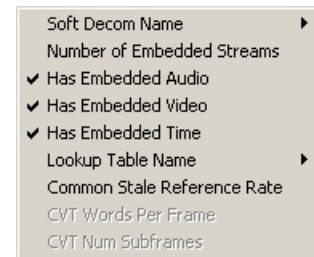 Soft Decom Name
Number of Embedded Streams
Has Embedded Audio
Has Embedded Video
Has Embedded Time
Lookup Table Name
Common Stale Reference Rate
CVT Words Per Frame
CVT Num Subframes